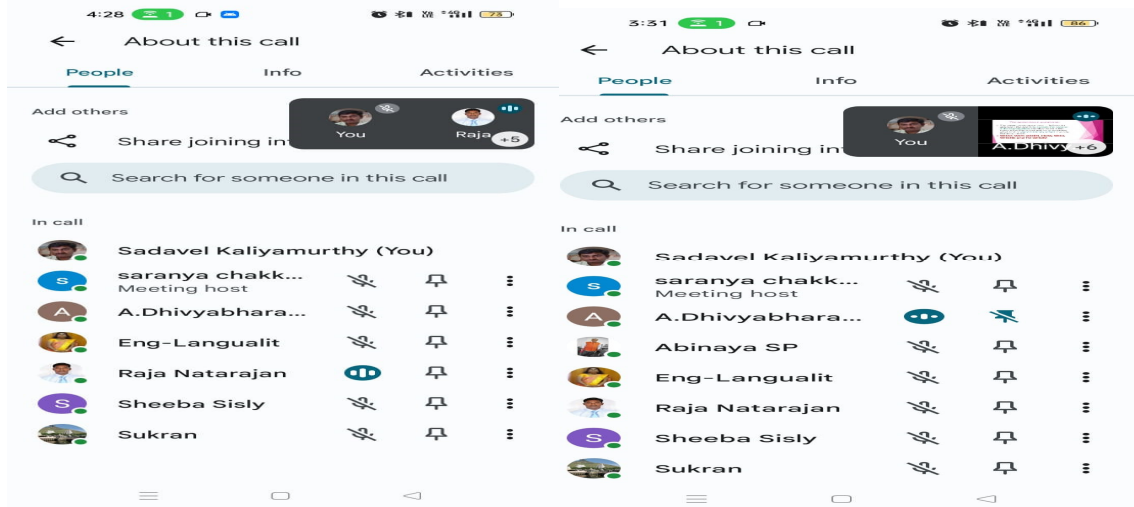 4:28 1 73
About this call
People Info Activities
Add others
You Raja +5
Share joining in
Search for someone in this call
In call
Sadavel Kaliyamurthy (You)
S saranya chakk...
Meeting host
A A.Dhivyabhara...
Eng-Langualit
Raja Natarajan
S Sheeba Sisly
Sukran
3:31 1 86
About this call
People Info Activities
Add others
You A.Dhivy +6
Share joining in
Search for someone in this call
In call
Sadavel Kaliyamurthy (You)
S saranya chakk...
Meeting host
A A.Dhivyabhara...
Abinaya SP
Eng-Langualit
Raja Natarajan
S Sheeba Sisly
Sukran